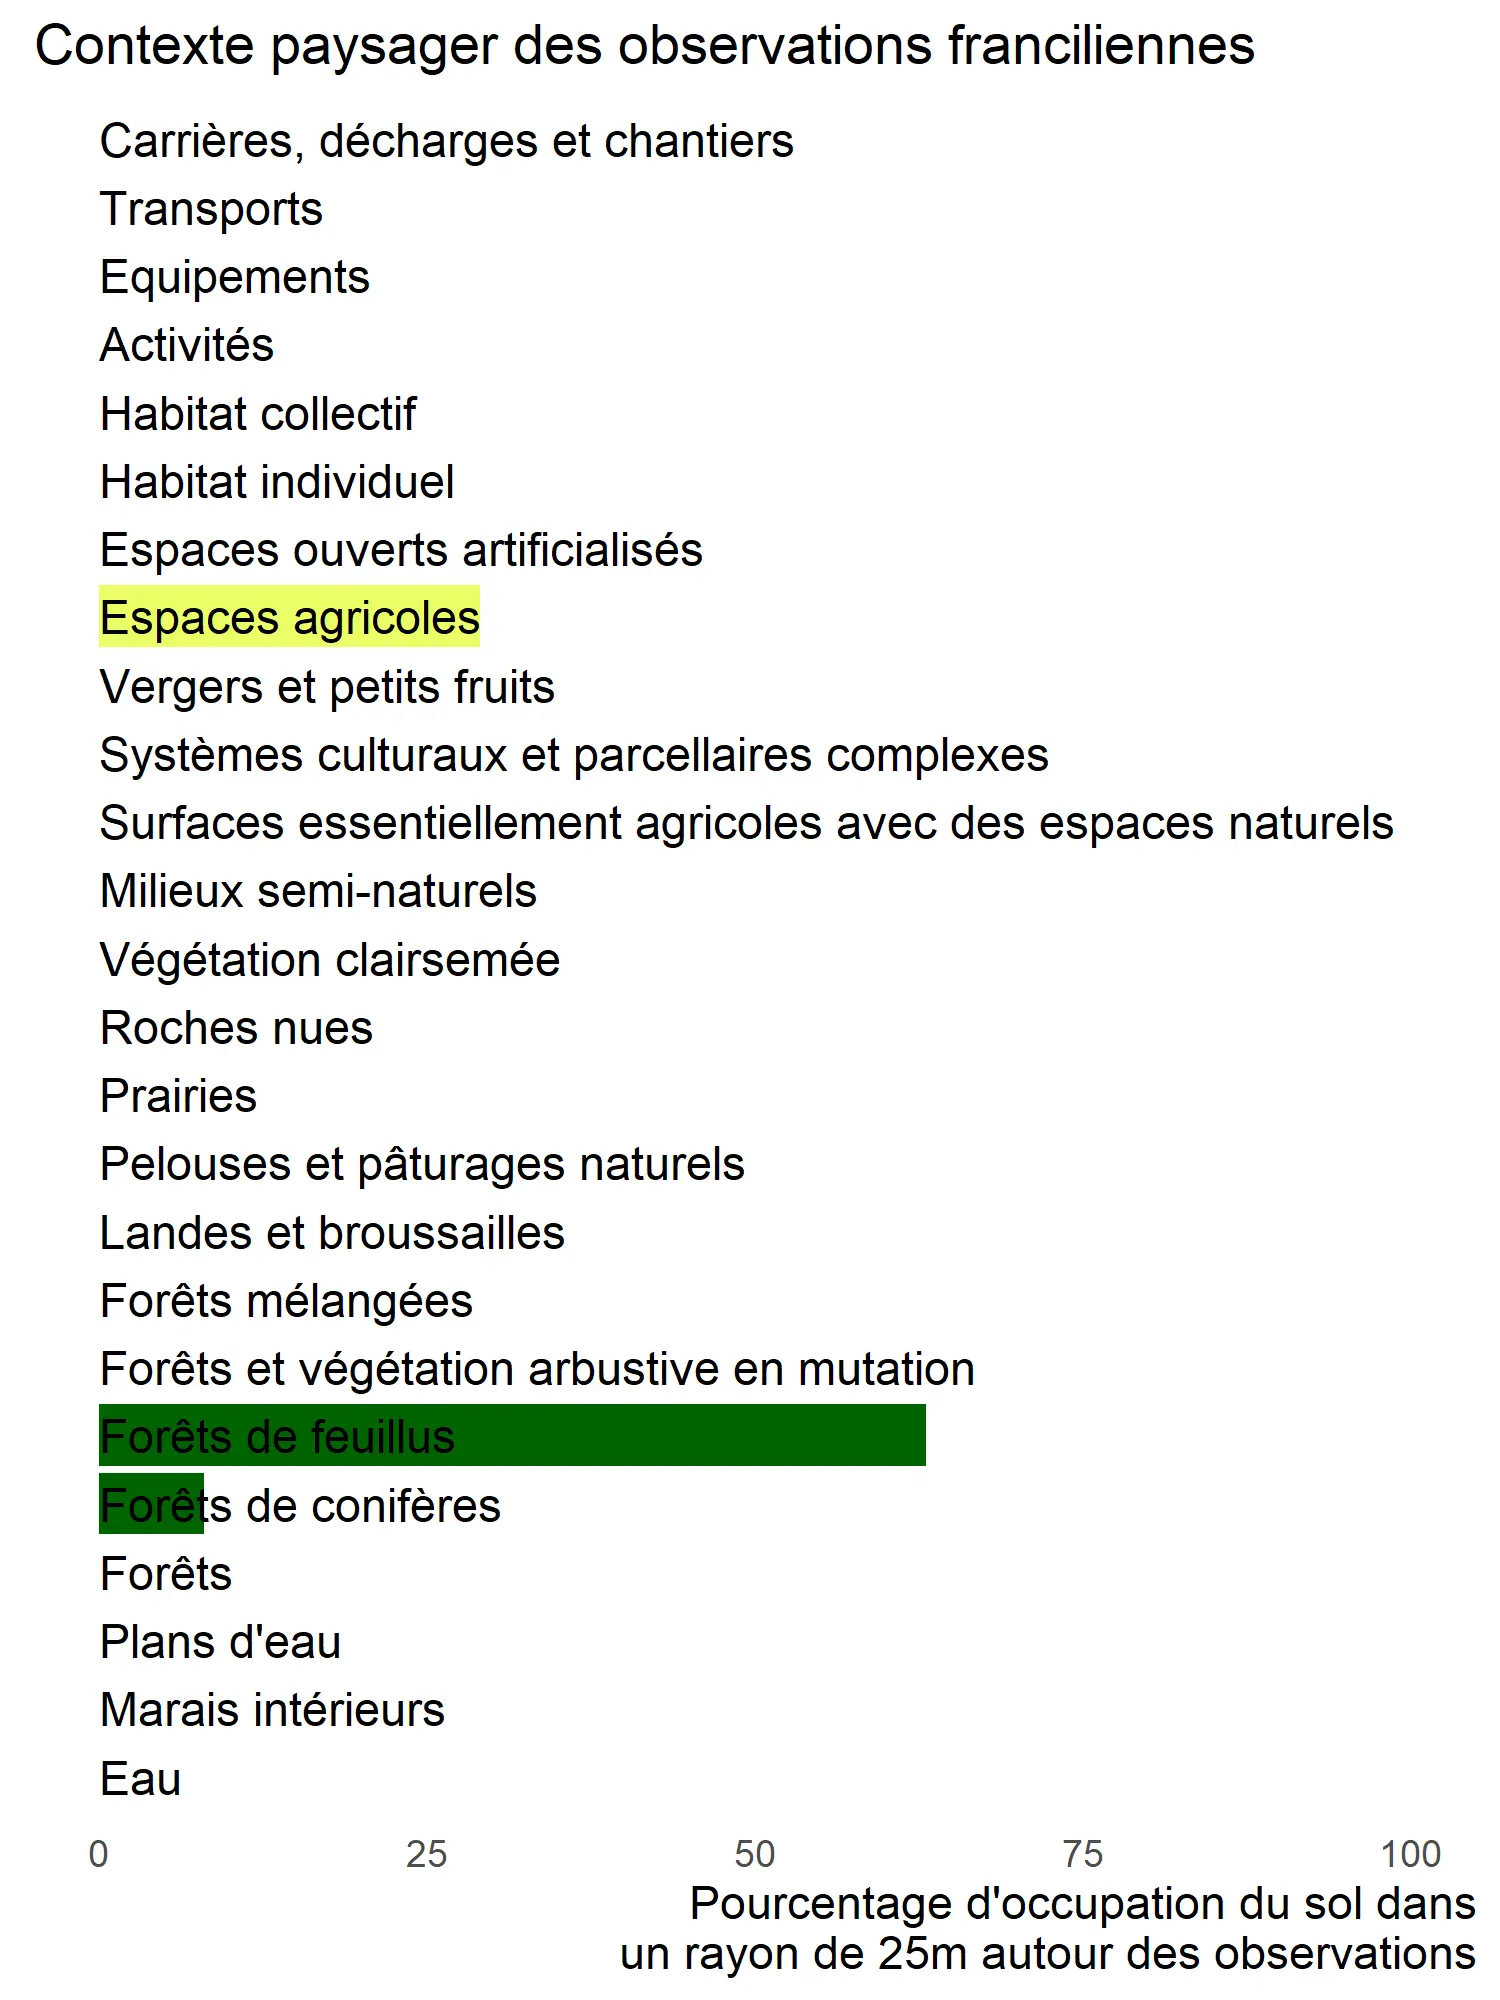 Contexte paysager des observations franciliennes
Carrières, décharges et chantiers
Transports
Equipements
Activités
Habitat collectif
Habitat individuel
Espaces ouverts artificialisés
Espaces agricoles
Vergers et petits fruits
Systèmes culturaux et parcellaires complexes
Surfaces essentiellement agricoles avec des espaces naturels
Milieux semi-naturels
Végétation clairsemée
Roches nues
Prairies
Pelouses et pâturages naturels
Landes et broussailles
Forêts mélangées
Forêts et végétation arbustive en mutation
Forêts de feuillus
Forêts de conifères
Forêts
Plans d'eau
Marais intérieurs
Eau
0 25 50 75 100
Pourcentage d'occupation du sol dans
un rayon de 25m autour des observations